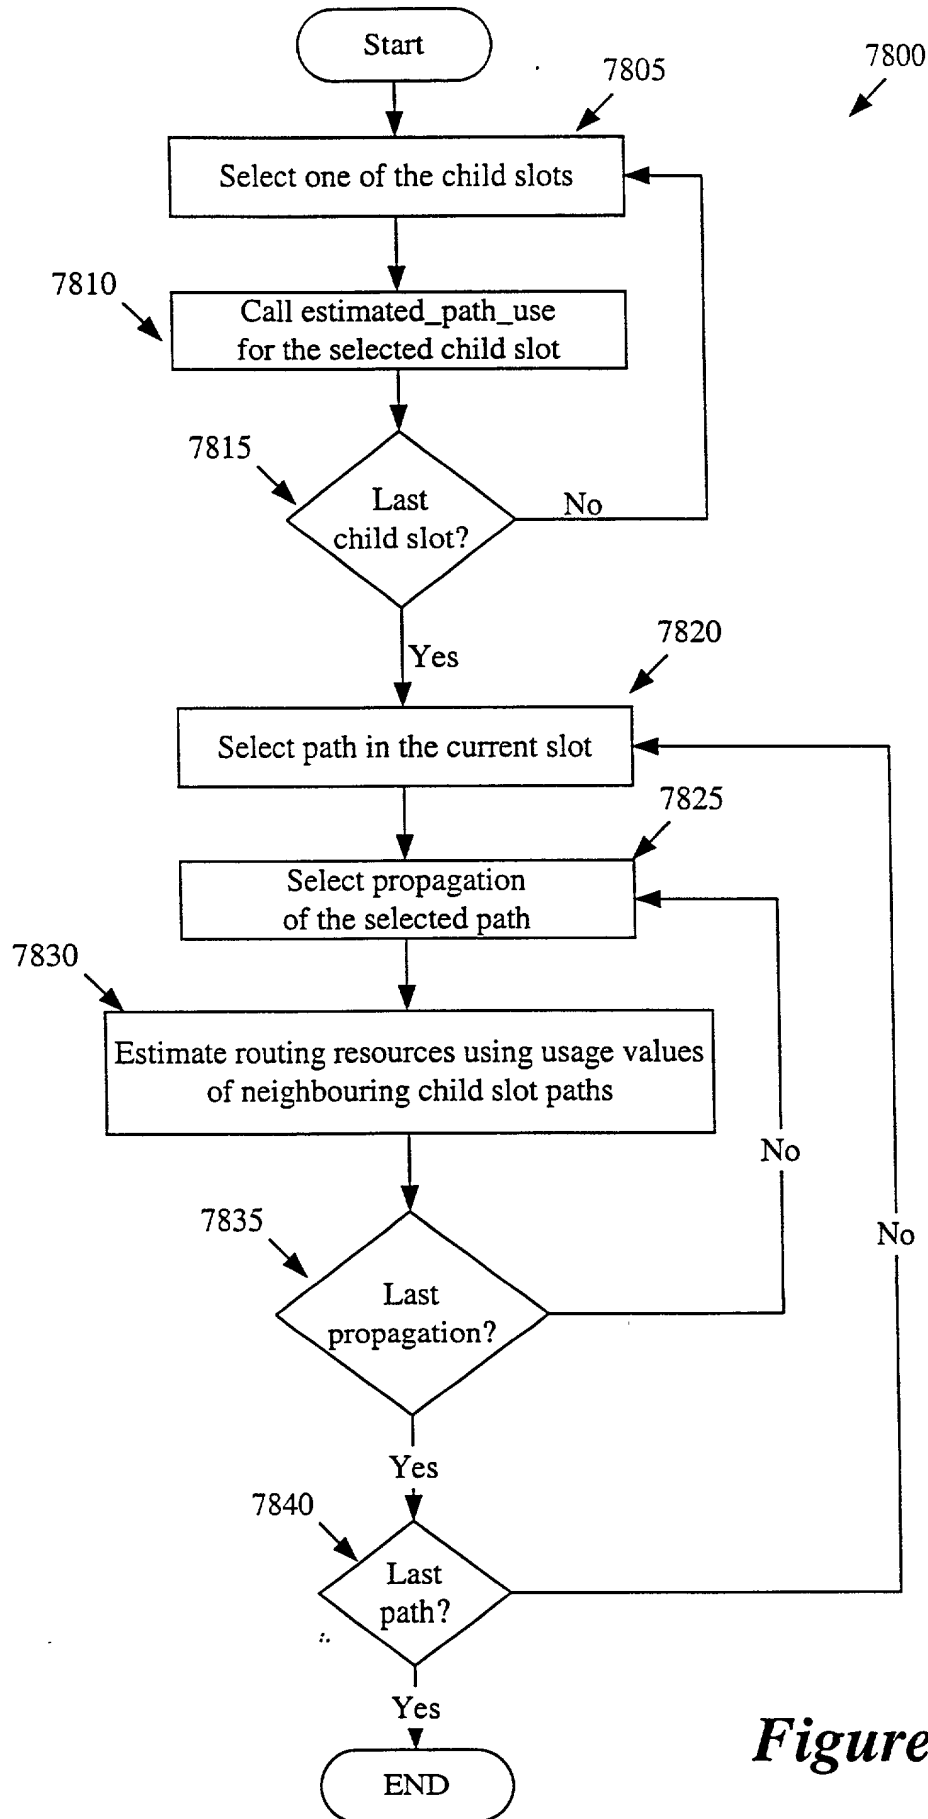 Start
7800
7805
Select one of the child slots
7810
Call estimated_path_use
for the selected child slot
7815
Last
child slot?
No
Yes
7820
Select path in the current slot
7825
Select propagation
of the selected path
7830
Estimate routing resources using usage values
of neighbouring child slot paths
No
7835
No
Last
propagation?
Yes
7840
Last
path?
Yes
Figure
END